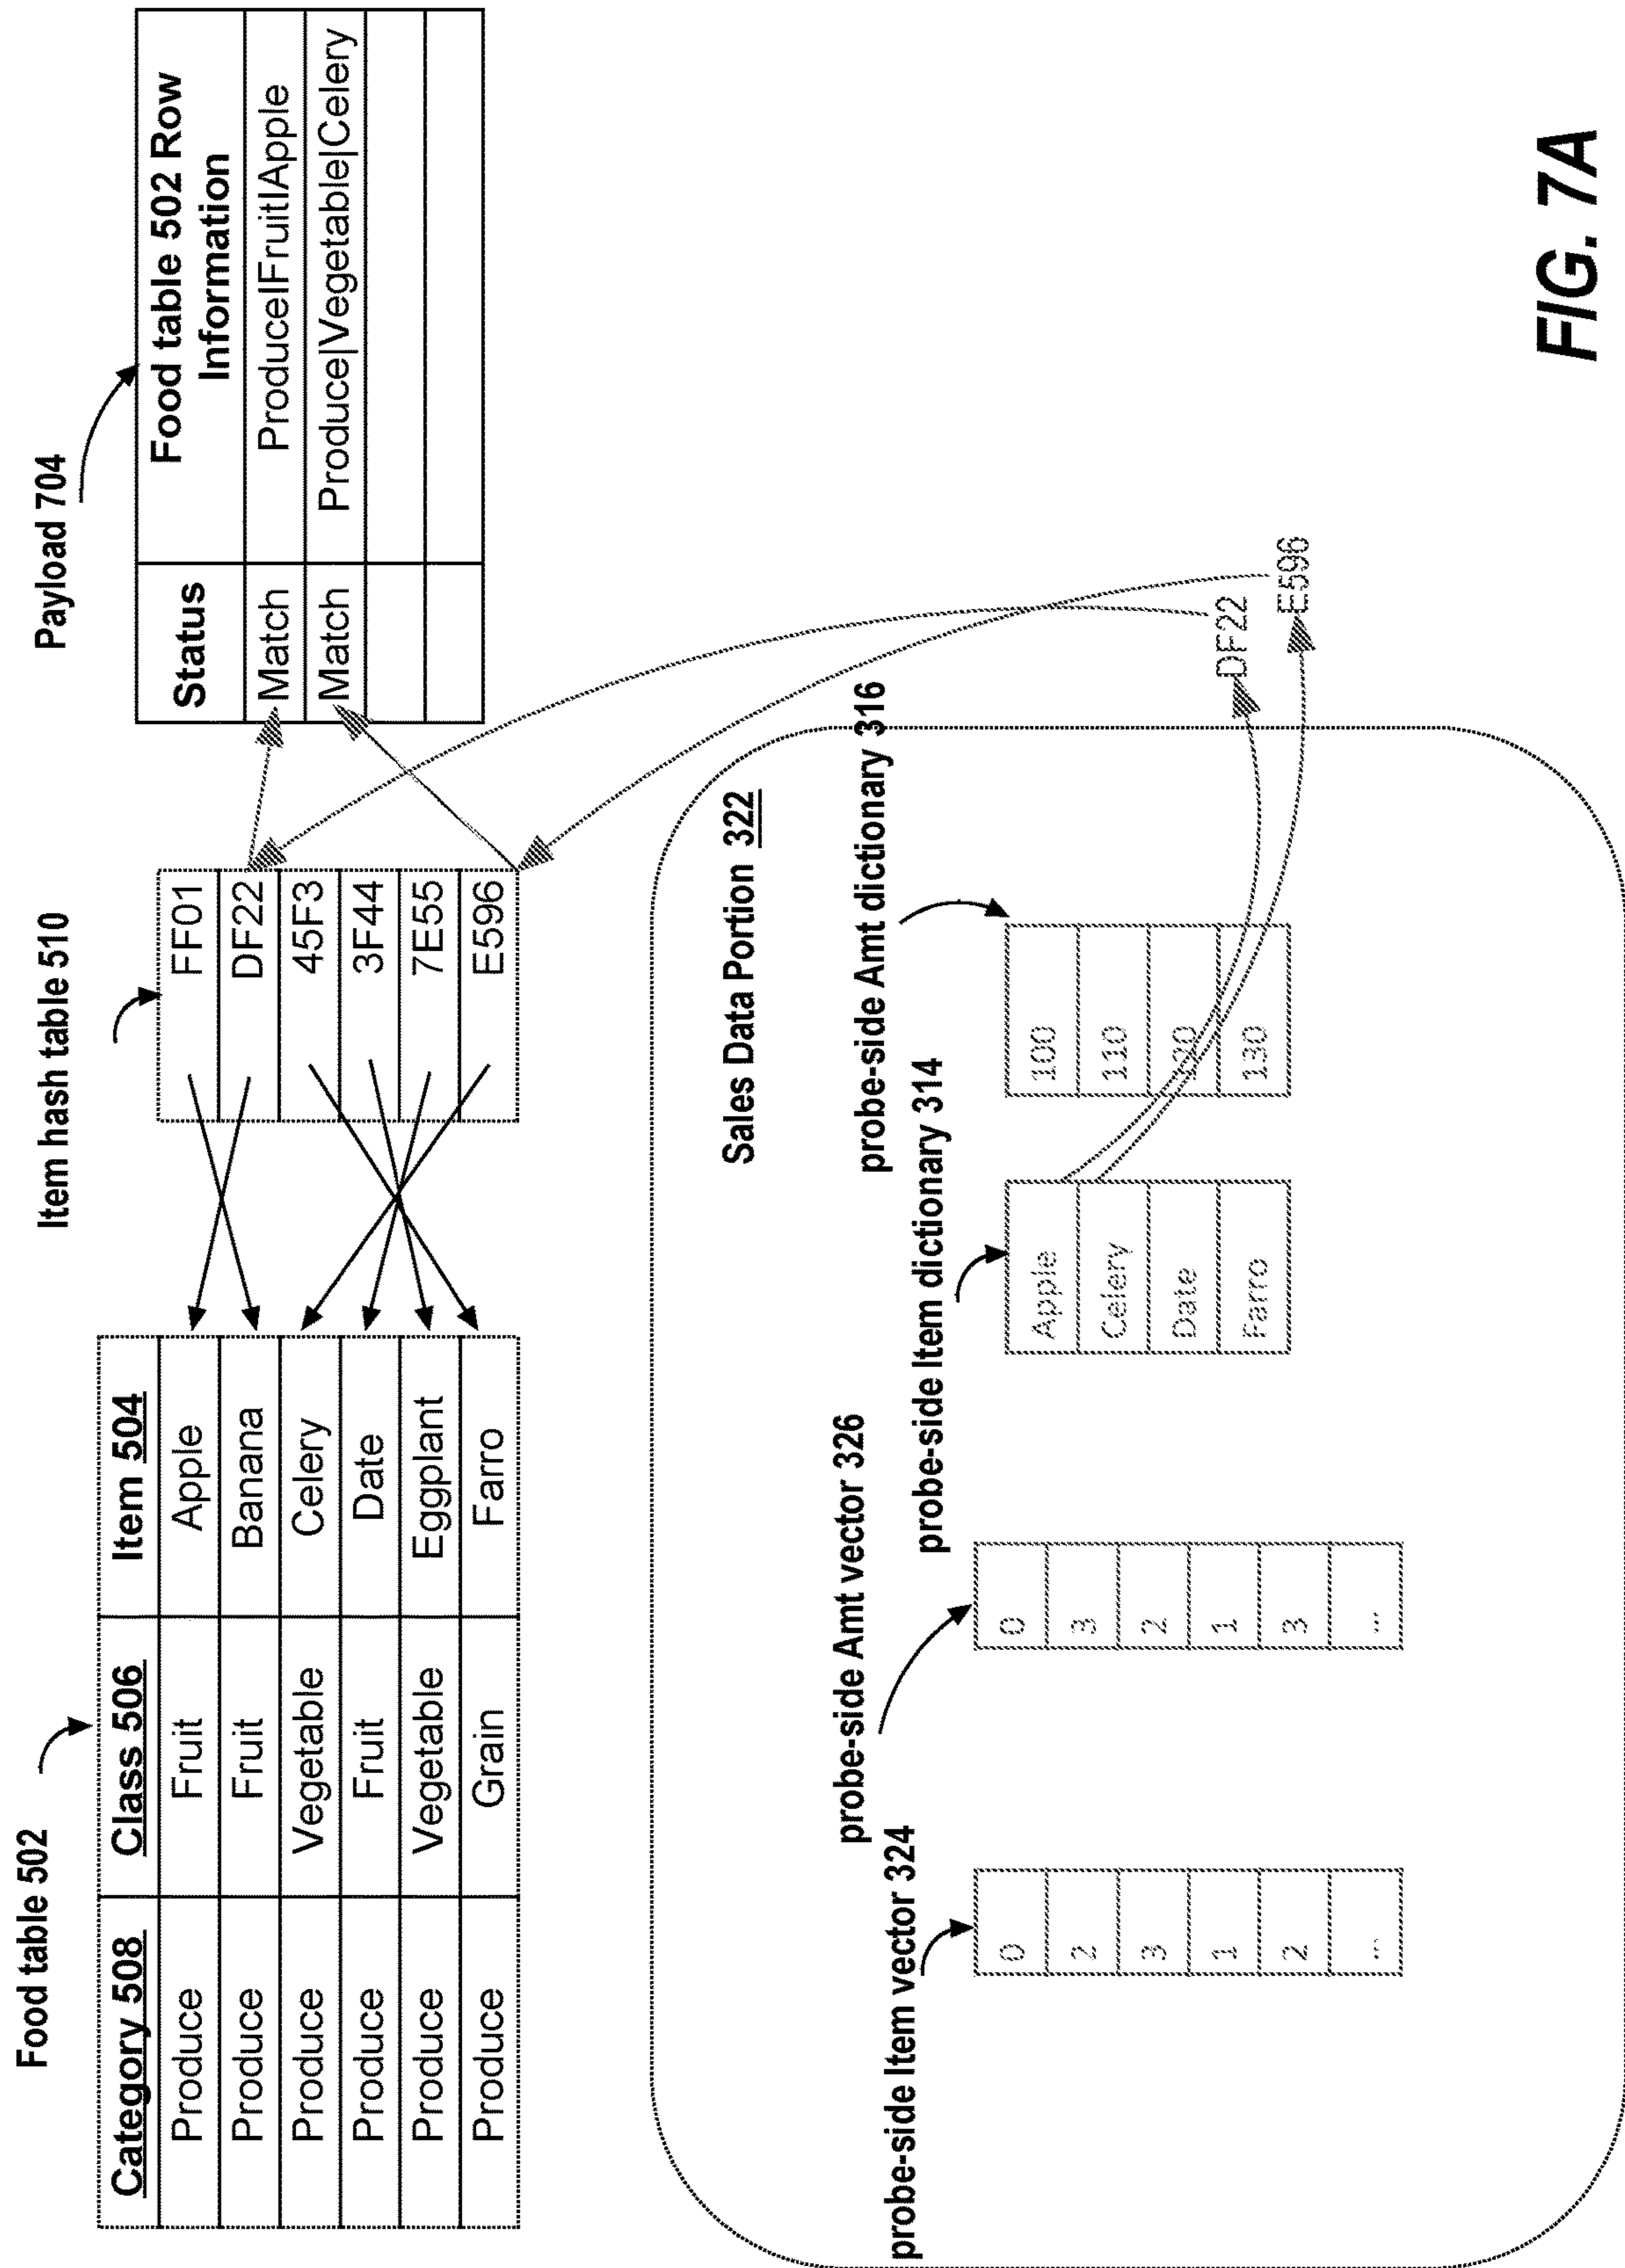 Food table 502
Category 508 Class 506 Item 504
Produce Fruit Apple
Produce Fruit Banana
Produce Vegetable Celery
Produce Fruit Date
Produce Vegetable Eggplant
Produce Grain Farro
Item hash table 510
FF01
DF22
45F3
3F44
7E55
E596
Payload 704
Status Food table 502 Row
Information
Match Produce|Fruit|Apple
Match Produce|Vegetable|Celery
Sales Data Portion 322
probe-side Item vector 324
0
2
3
1
2
...
probe-side Amt vector 326
0
3
2
1
3
...
probe-side Item dictionary 314
Apple
Celery
Date
Farro
probe-side Amt dictionary 316
100
110
120
130
DF22
E596
FIG. 7A